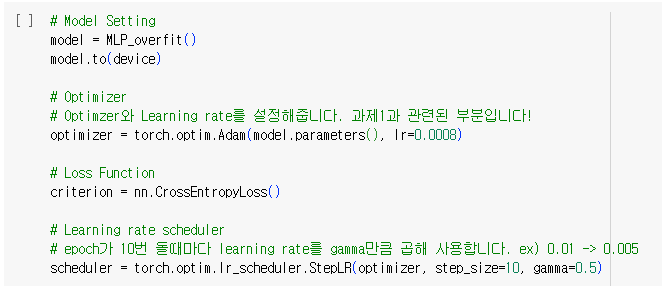 [ ] # Model Setting
model = MLP_overfit()
model.to(device)
# Optimizer
# Optimzer와 Learning rate를 설정해줍니다. 과제1과 관련된 부분입니다!
optimizer = torch.optim.Adam(model.parameters(), lr=0.0008)
# Loss Function
criterion = nn.CrossEntropyLoss()
# Learning rate scheduler
# epoch가 10번 돌때마다 learning rate를 gamma만큼 곱해 사용합니다. ex) 0.01 -> 0.005
scheduler = torch.optim.lr_scheduler.StepLR(optimizer, step_size=10, gamma=0.5)